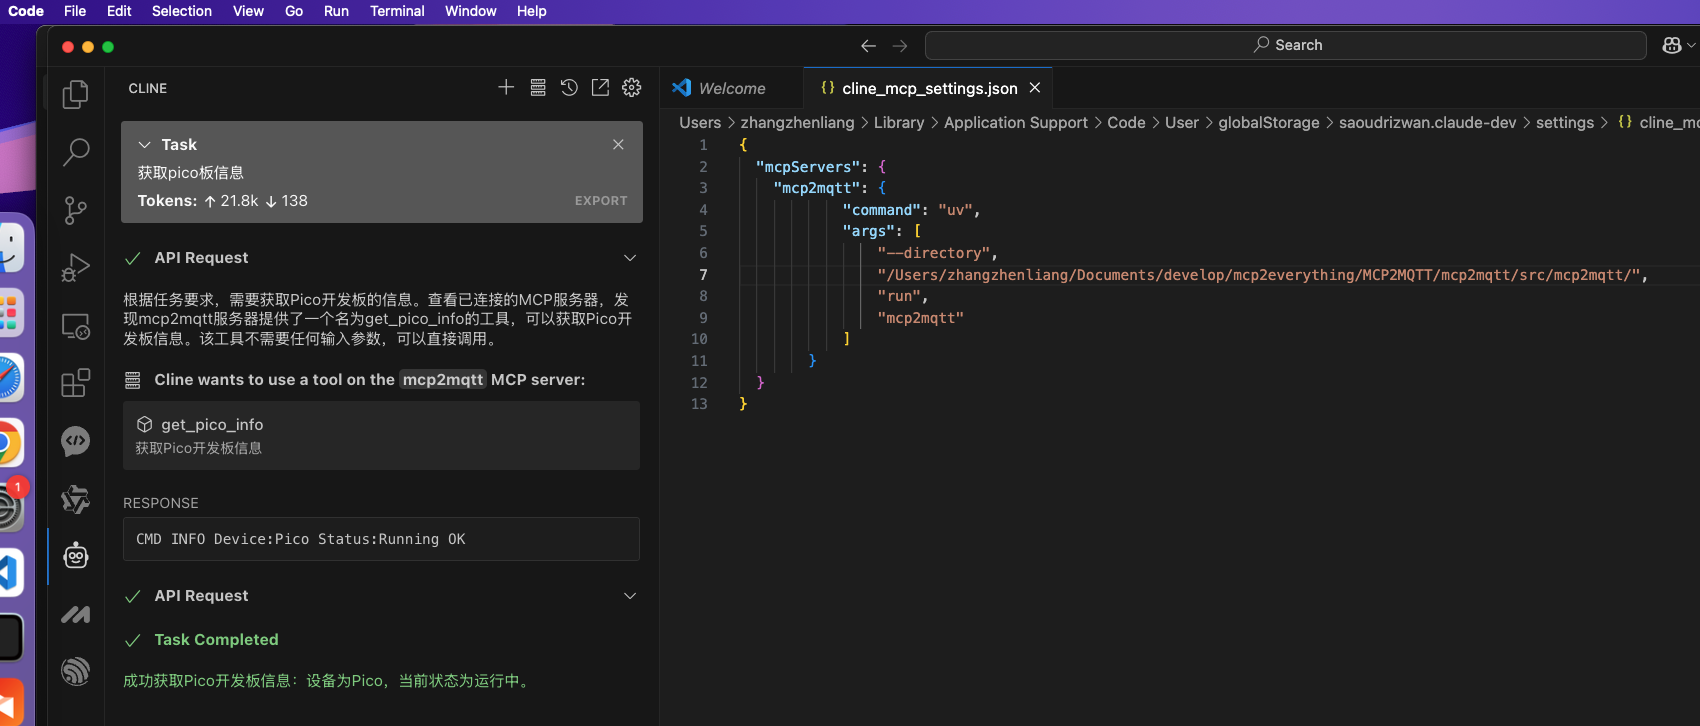 Code File Edit Selection View Go Run Terminal Window Help
Search
CLINE
Task
获取pico板信息
Tokens: ↑ 21.8k ↓ 138
EXPORT
API Request
根据任务要求，需要获取Pico开发板的信息。查看已连接的MCP服务器，发
现mcp2mqtt服务器提供了一个名为get_pico_info的工具，可以获取Pico开
发板信息。该工具不需要任何输入参数，可以直接调用。
Cline wants to use a tool on the mcp2mqtt MCP server:
get_pico_info
获取Pico开发板信息
RESPONSE
CMD INFO Device:Pico Status:Running OK
API Request
Task Completed
成功获取Pico开发板信息：设备为Pico，当前状态为运行中。
1
Welcome
{} cline_mcp_settings.json
Users > zhangzhenliang > Library > Application Support > Code > User > globalStorage > saoudrizwan.claude-dev > settings > {} cline_mc
1 {
2 "mcpServers": {
3 "mcp2mqtt": {
4 "command": "uv",
5 "args": [
6 "--directory",
7 "/Users/zhangzhenliang/Documents/develop/mcp2everything/MCP2MQTT/mcp2mqtt/src/mcp2mqtt/",
8 "run",
9 "mcp2mqtt"
10 ]
11 }
12 }
13 }